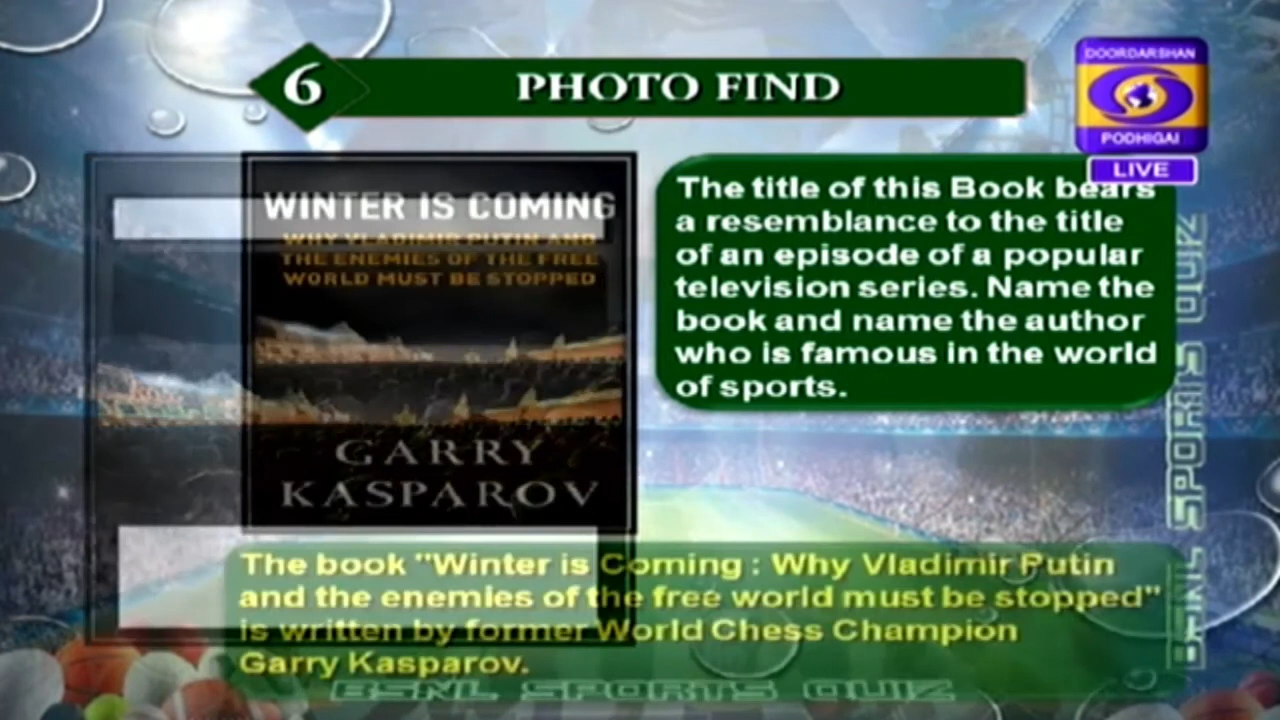 6
PHOTO FIND
DOORDARSHAN
PODHIGAI
LIVE
WINTER IS COMING
WHY VLADIMIR PUTIN AND
THE ENEMIES OF THE FREE
WORLD MUST BE STOPPED
GARRY
KASPAROV
The title of this Book bears
a resemblance to the title
of an episode of a popular
television series. Name the
book and name the author
who is famous in the world
of sports.
The book "Winter is Coming : Why Vladimir Putin
and the enemies of the free world must be stopped"
is written by former World Chess Champion
Garry Kasparov.
BSNL SPORTS QUIZ
BSNL SPORTS QUIZ